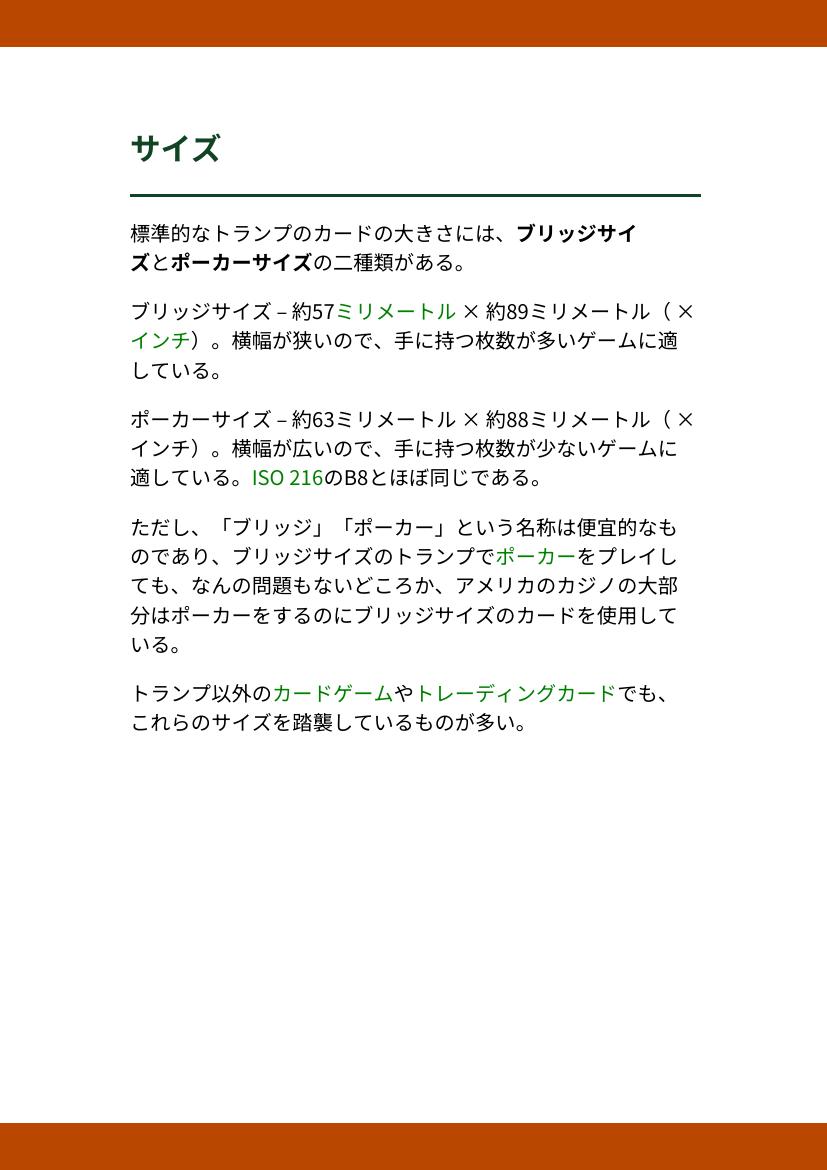 サイズ
標準的なトランプのカードの大きさには、ブリッジサイ
ズとポーカーサイズの二種類がある。
ブリッジサイズ – 約57ミリメートル × 約89ミリメートル（ ×
インチ）。横幅が狭いので、手に持つ枚数が多いゲームに適
している。
ポーカーサイズ – 約63ミリメートル × 約88ミリメートル（ ×
インチ）。横幅が広いので、手に持つ枚数が少ないゲームに
適している。ISO 216のB8とほぼ同じである。
ただし、「ブリッジ」「ポーカー」という名称は便宜的なも
のであり、ブリッジサイズのトランプでポーカーをプレイし
ても、なんの問題もないどころか、アメリカのカジノの大部
分はポーカーをするのにブリッジサイズのカードを使用して
いる。
トランプ以外のカードゲームやトレーディングカードでも、
これらのサイズを踏襲しているものが多い。